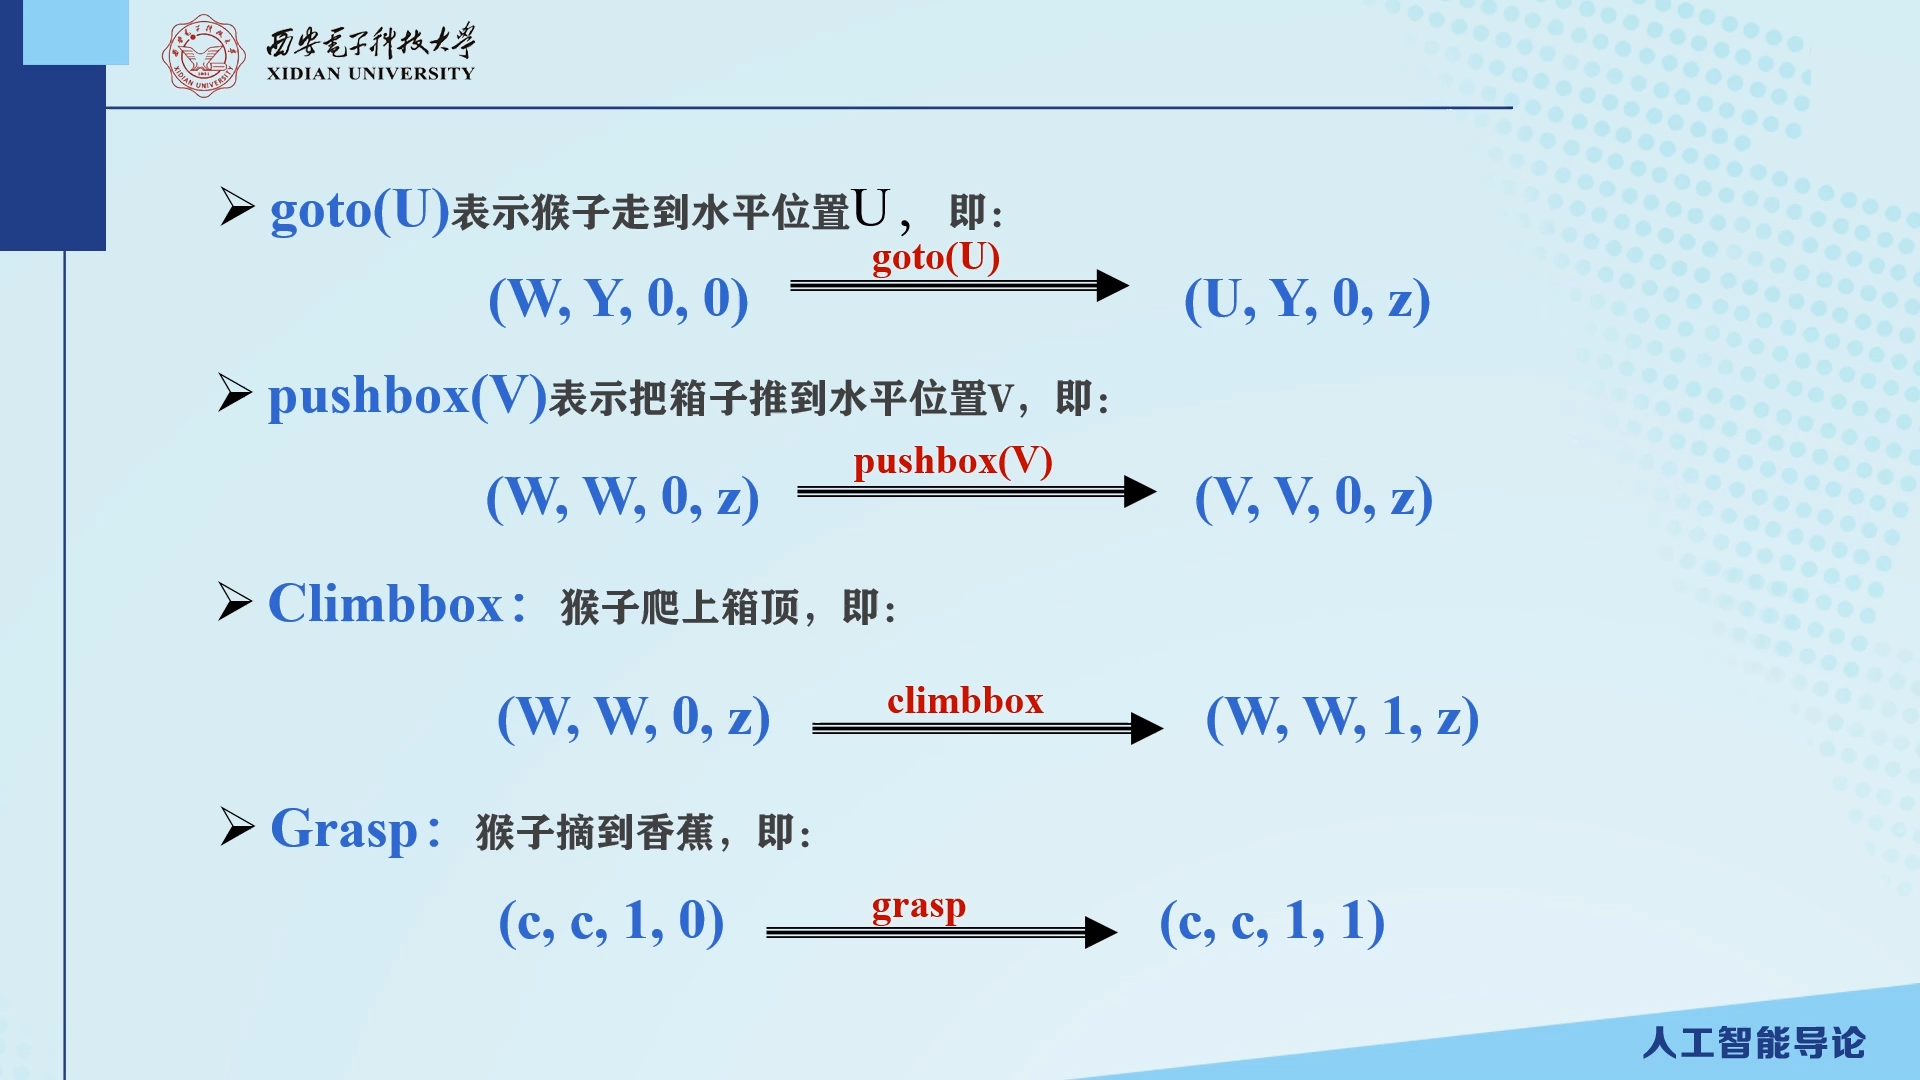 西安电子科技大学
XIDIAN UNIVERSITY
goto(U)表示猴子走到水平位置U， 即：
goto(U)
(W, Y, 0, 0) (U, Y, 0, z)
pushbox(V)表示把箱子推到水平位置V，即：
pushbox(V)
(W, W, 0, z) (V, V, 0, z)
Climbbox： 猴子爬上箱顶，即：
climbbox
(W, W, 0, z) (W, W, 1, z)
Grasp： 猴子摘到香蕉，即：
grasp
(c, c, 1, 0) (c, c, 1, 1)
人工智能导论